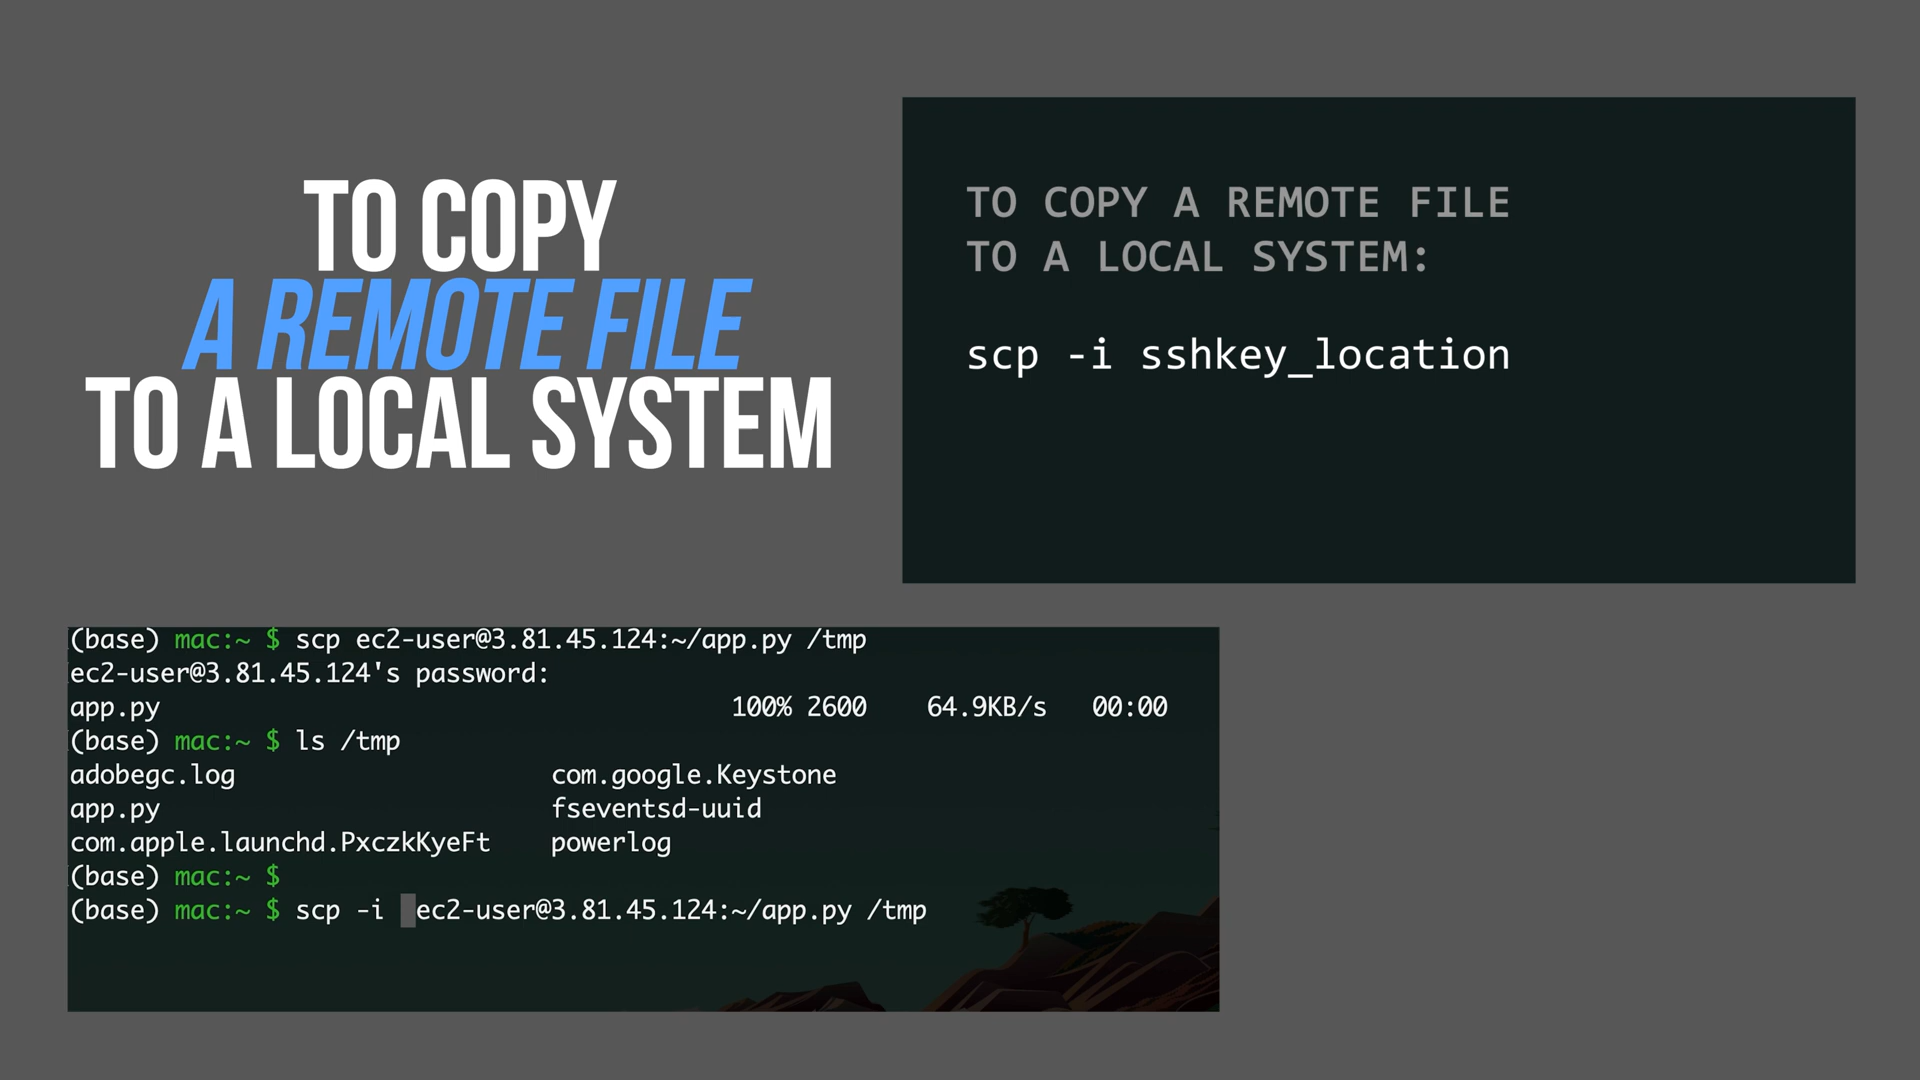 TO COPY
A REMOTE FILE
TO A LOCAL SYSTEM
TO COPY A REMOTE FILE
TO A LOCAL SYSTEM:
scp -i sshkey_location
(base) mac:~ $ scp ec2-user@3.81.45.124:~/app.py /tmp
ec2-user@3.81.45.124's password:
app.py 100% 2600 64.9KB/s 00:00
(base) mac:~ $ ls /tmp
adobegc.log com.google.Keystone
app.py fseventsd-uuid
com.apple.launchd.PxczkKyeFt powerlog
(base) mac:~ $
(base) mac:~ $ scp -i ec2-user@3.81.45.124:~/app.py /tmp